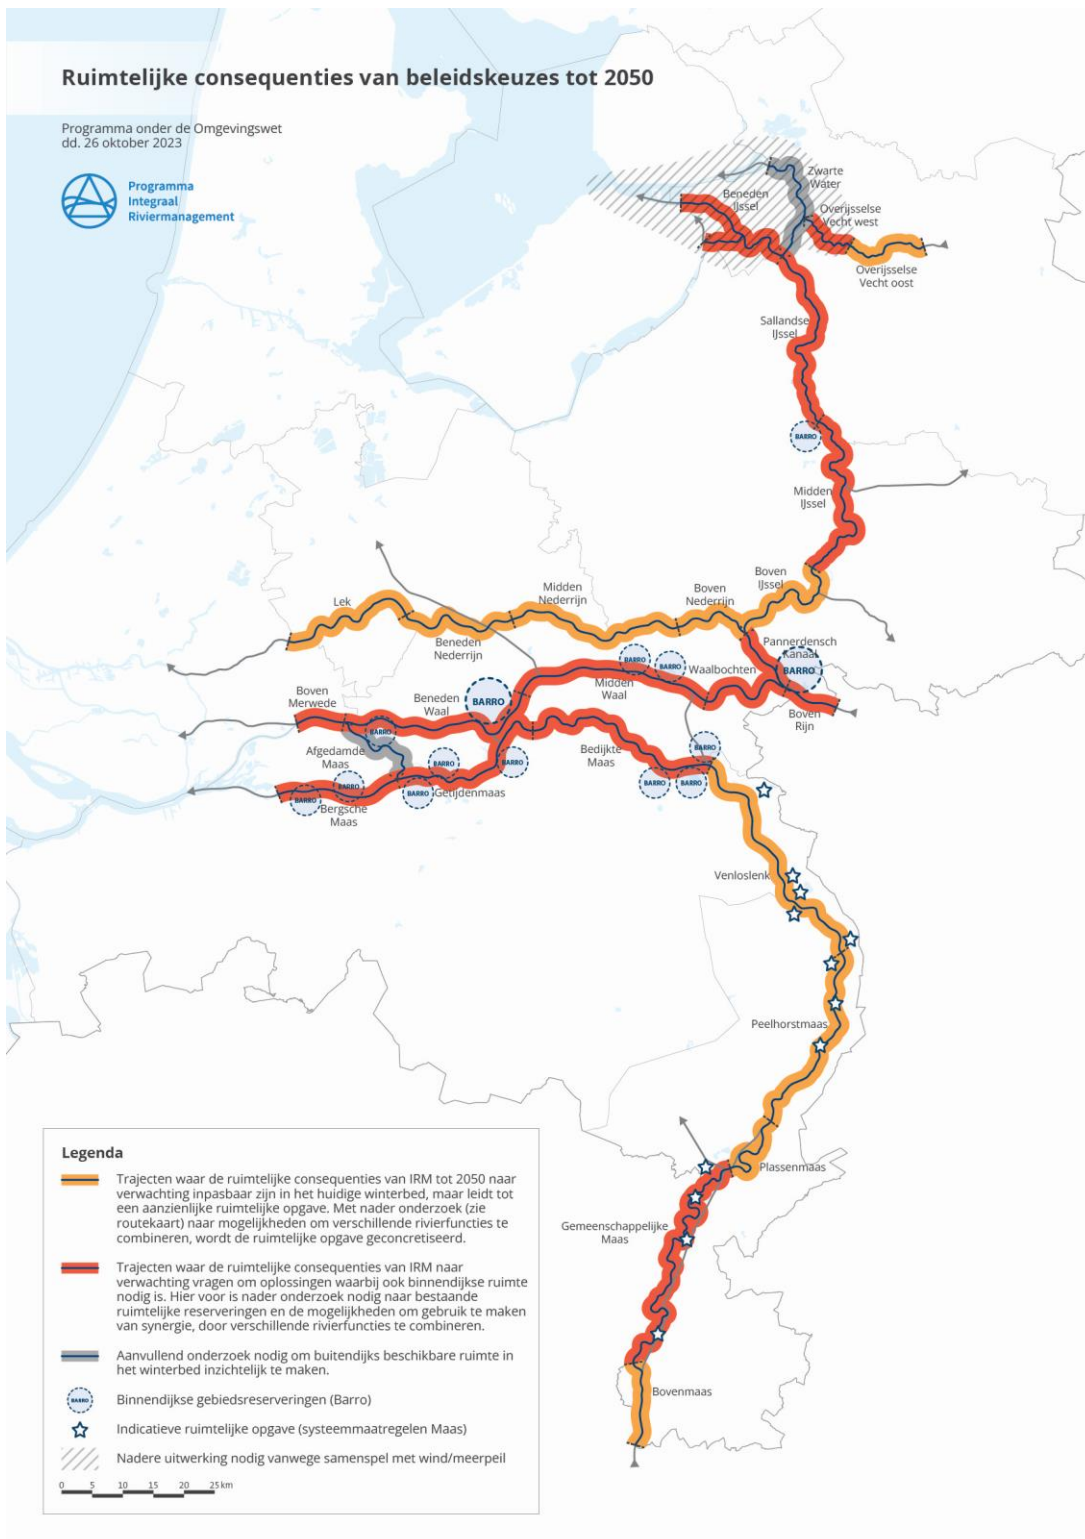 Ruimtelijke consequenties van beleidskeuzes tot 2050
Programma onder de Omgevingswet
dd. 26 oktober 2023
Programma
Integraal
Riviermanagement
Zwarte
Water
Beneden
IJssel
Overijsselse
Vecht west
Overijsselse
Vecht oost
Sallandse
IJssel
BARRO
Midden
IJssel
Boven
IJssel
Midden
Nederrijn
Boven
Nederrijn
Lek
Beneden
Nederrijn
Pannerdensch
Kanaal
BARRO
BARRO
BARRO
Waalbochten
Midden
Waal
Boven
Merwede
Beneden
Waal
BARRO
Boven
Rijn
BARRO
Afgedamde
Maas
BARRO
BARRO
Bedijkte
Maas
BARRO
BARRO
BARRO
BARRO
BARRO
BARRO
Getijdenmaas
Bergsche
Maas
Venloslenk
Peelhorstmaas
Plassenmaas
Gemeenschappelijke
Maas
Bovenmaas
Legenda
Trajecten waar de ruimtelijke consequenties van IRM tot 2050 naar
verwachting inpasbaar zijn in het huidige winterbed, maar leidt tot
een aanzienlijke ruimtelijke opgave. Met nader onderzoek (zie
routekaart) naar mogelijkheden om verschillende rivierfuncties te
combineren, wordt de ruimtelijke opgave geconcretiseerd.
Trajecten waar de ruimtelijke consequenties van IRM naar
verwachting vragen om oplossingen waarbij ook binnendijkse ruimte
nodig is. Hier voor is nader onderzoek nodig naar bestaande
ruimtelijke reserveringen en de mogelijkheden om gebruik te maken
van synergie, door verschillende rivierfuncties te combineren.
Aanvullend onderzoek nodig om buitendijks beschikbare ruimte in
het winterbed inzichtelijk te maken.
BARRO
Binnendijkse gebiedsreserveringen (Barro)
Indicatieve ruimtelijke opgave (systeemmaatregelen Maas)
Nadere uitwerking nodig vanwege samenspel met wind/meerpeil
0 5 10 15 20 25 km